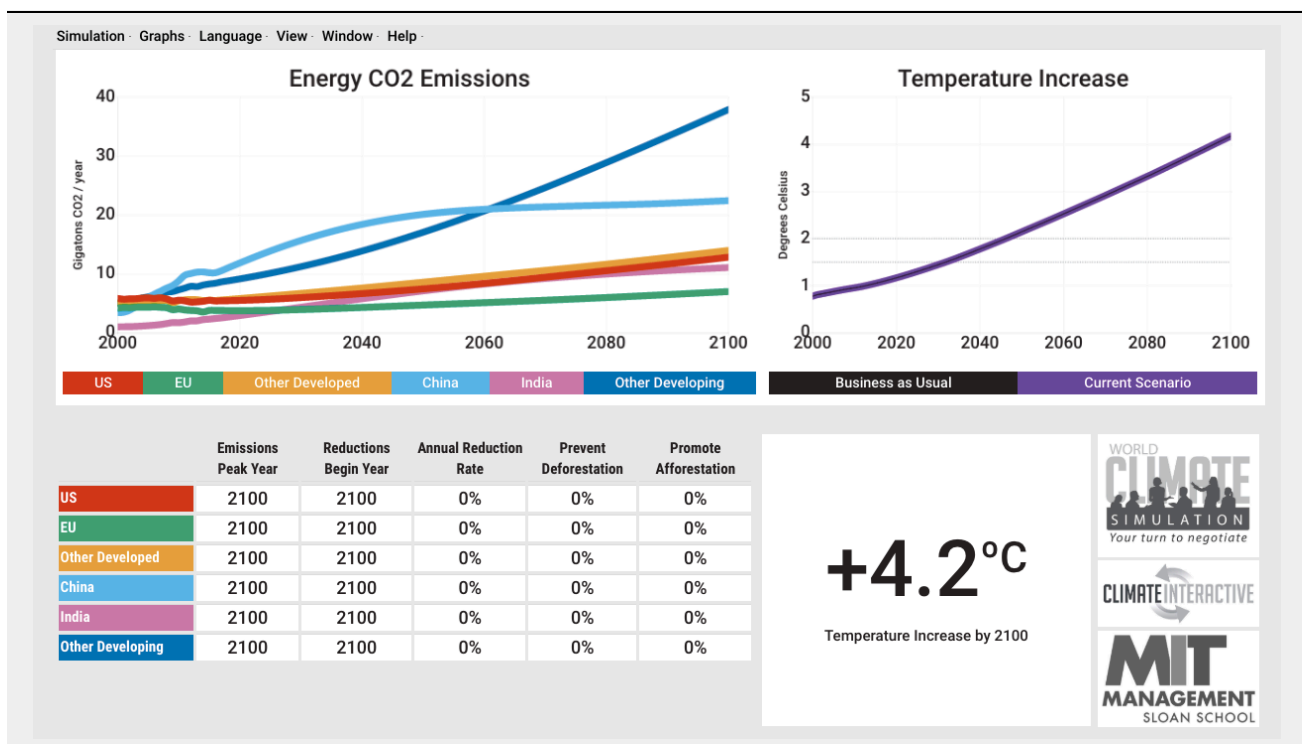 Simulation · Graphs · Language · View · Window · Help ·
Energy CO2 Emissions
Gigatons CO2 / year
40
30
20
10
0
2000 2020 2040 2060 2080 2100
US EU Other Developed China India Other Developing
Temperature Increase
Degrees Celsius
5
4
3
2
1
0
2000 2020 2040 2060 2080 2100
Business as Usual Current Scenario
Emissions Reductions Annual Reduction Prevent Promote
Peak Year Begin Year Rate Deforestation Afforestation
US 2100 2100 0% 0% 0%
EU 2100 2100 0% 0% 0%
Other Developed 2100 2100 0% 0% 0%
China 2100 2100 0% 0% 0%
India 2100 2100 0% 0% 0%
Other Developing 2100 2100 0% 0% 0%
+4.2ºC
Temperature Increase by 2100
WORLD
CLIMATE
SIMULATION
Your turn to negotiate
CLIMATEINTERACTIVE
MIT
MANAGEMENT
SLOAN SCHOOL